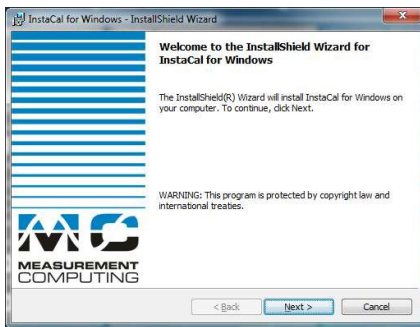 InstaCal for Windows - InstallShield Wizard
Welcome to the InstallShield Wizard for
InstaCal for Windows
The InstallShield(R) Wizard will install InstaCal for Windows on
your computer. To continue, click Next.
WARNING: This program is protected by copyright law and
international treaties.
MC
MEASUREMENT
COMPUTING
< Back
Next >
Cancel